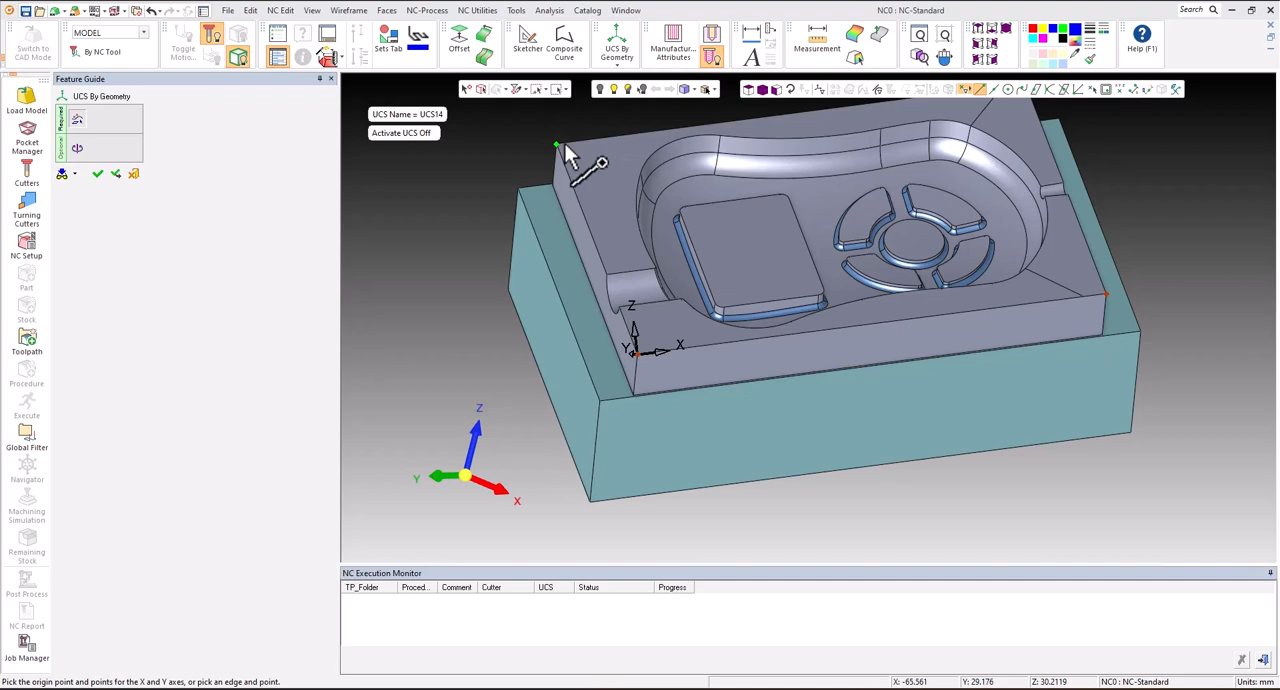 File Edit View NC Edit Wireframe Faces NC-Process NC Utilities Tools Analysis Catalog Window
NC0 : NC-Standard
Search
Switch to
CAD Mode
MODEL
By NC Tool
Toggle
Motio...
Sets Tab
Offset
Sketcher
Composite
Curve
UCS By
Geometry
Manufactur...
Attributes
Measurement
Help (F1)
Feature Guide
UCS By Geometry
Required
Optional
Load Model
Pocket
Manager
Cutters
Turning
Cutters
NC Setup
Part
Stock
Toolpath
Procedure
Execute
Global Filter
Navigator
Machining
Simulation
Remaining
Stock
Post Process
NC Report
Job Manager
UCS Name = UCS14
Activate UCS Off
Z
Y
X
Z
Y
X
NC Execution Monitor
TP_Folder Proced... Comment Cutter UCS Status Progress
Pick the origin point and points for the X and Y axes, or pick an edge and point.
X: -65.561 Y: 29.176 Z: 30.2119 NC0: NC-Standard Units: mm